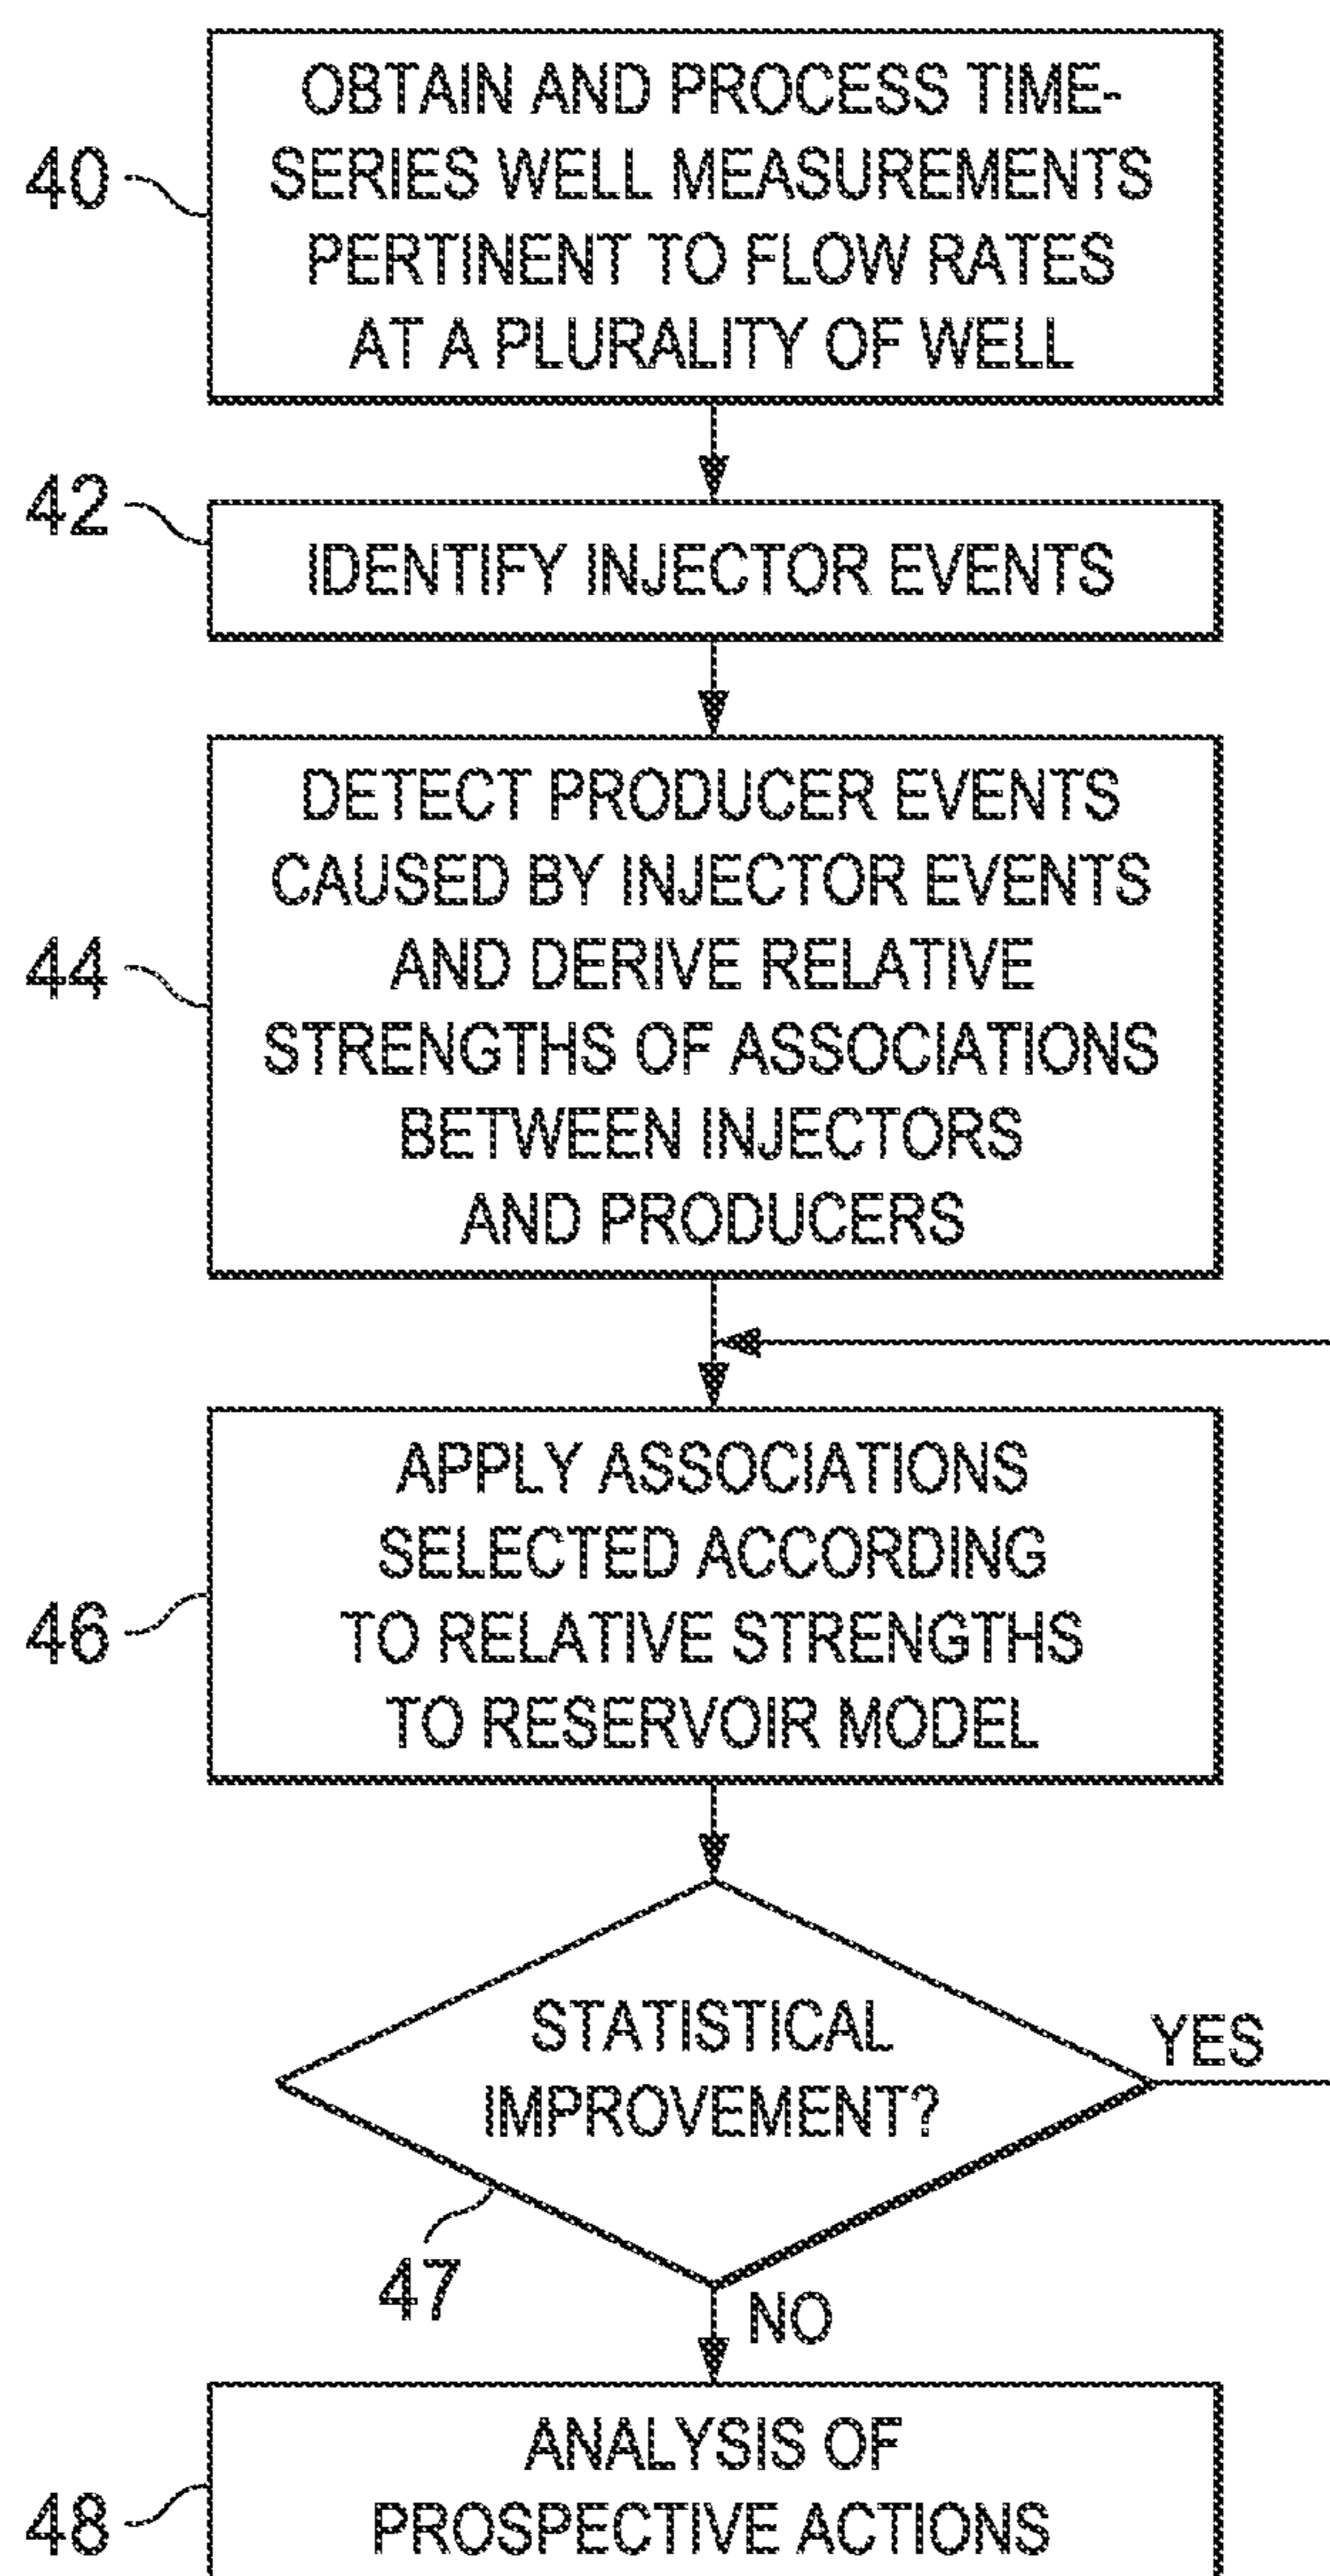 40
OBTAIN AND PROCESS TIME-
SERIES WELL MEASUREMENTS
PERTINENT TO FLOW RATES
AT A PLURALITY OF WELL
42
IDENTIFY INJECTOR EVENTS
44
DETECT PRODUCER EVENTS
CAUSED BY INJECTOR EVENTS
AND DERIVE RELATIVE
STRENGTHS OF ASSOCIATIONS
BETWEEN INJECTORS
AND PRODUCERS
46
APPLY ASSOCIATIONS
SELECTED ACCORDING
TO RELATIVE STRENGTHS
TO RESERVOIR MODEL
STATISTICAL
IMPROVEMENT?
YES
47
NO
48
ANALYSIS OF
PROSPECTIVE ACTIONS